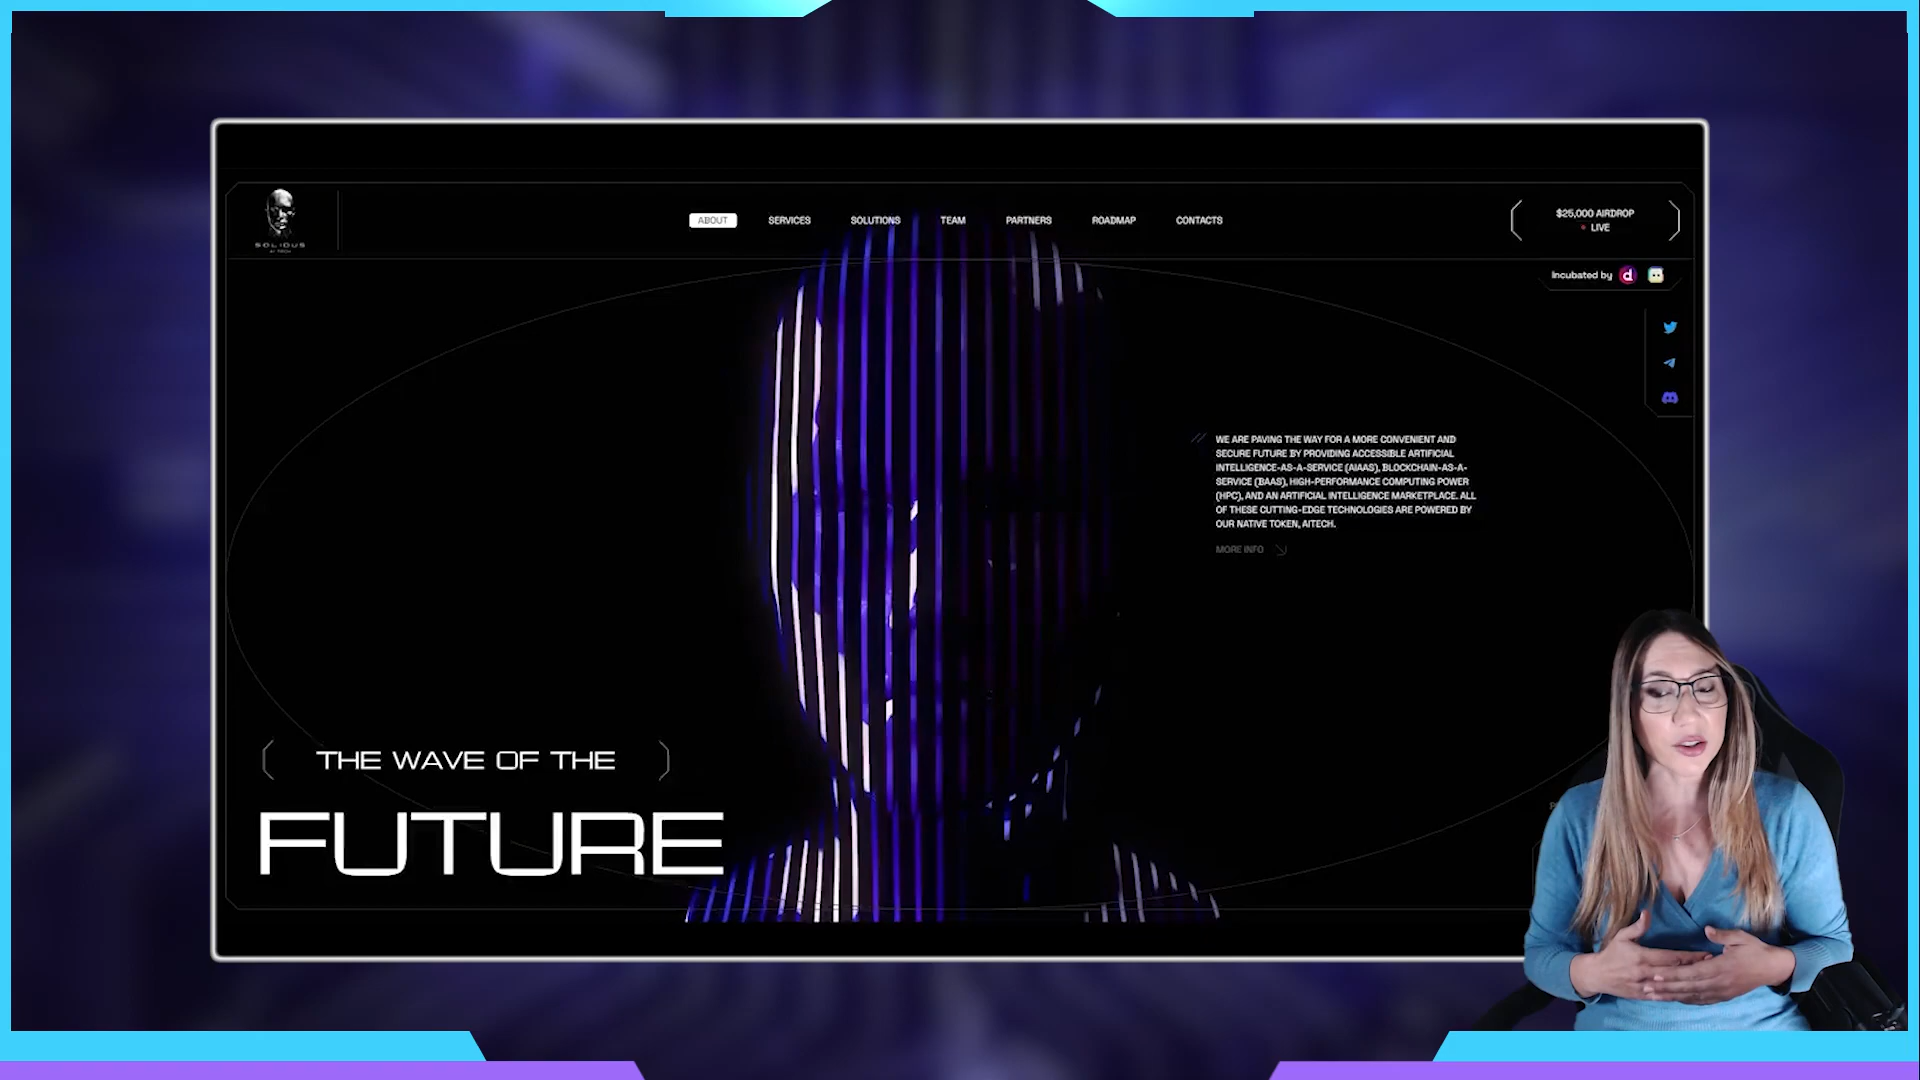 SOLIDUS
AI TECH
ABOUT
SERVICES
SOLUTIONS
TEAM
PARTNERS
ROADMAP
CONTACTS
$25,000 AIRDROP
LIVE
Incubated by
WE ARE PAVING THE WAY FOR A MORE CONVENIENT AND
SECURE FUTURE BY PROVIDING ACCESSIBLE ARTIFICIAL
INTELLIGENCE-AS-A-SERVICE (AIAAS), BLOCKCHAIN-AS-A-
SERVICE (BAAS), HIGH-PERFORMANCE COMPUTING POWER
(HPC), AND AN ARTIFICIAL INTELLIGENCE MARKETPLACE. ALL
OF THESE CUTTING-EDGE TECHNOLOGIES ARE POWERED BY
OUR NATIVE TOKEN, AITECH.
MORE INFO
THE WAVE OF THE
FUTURE